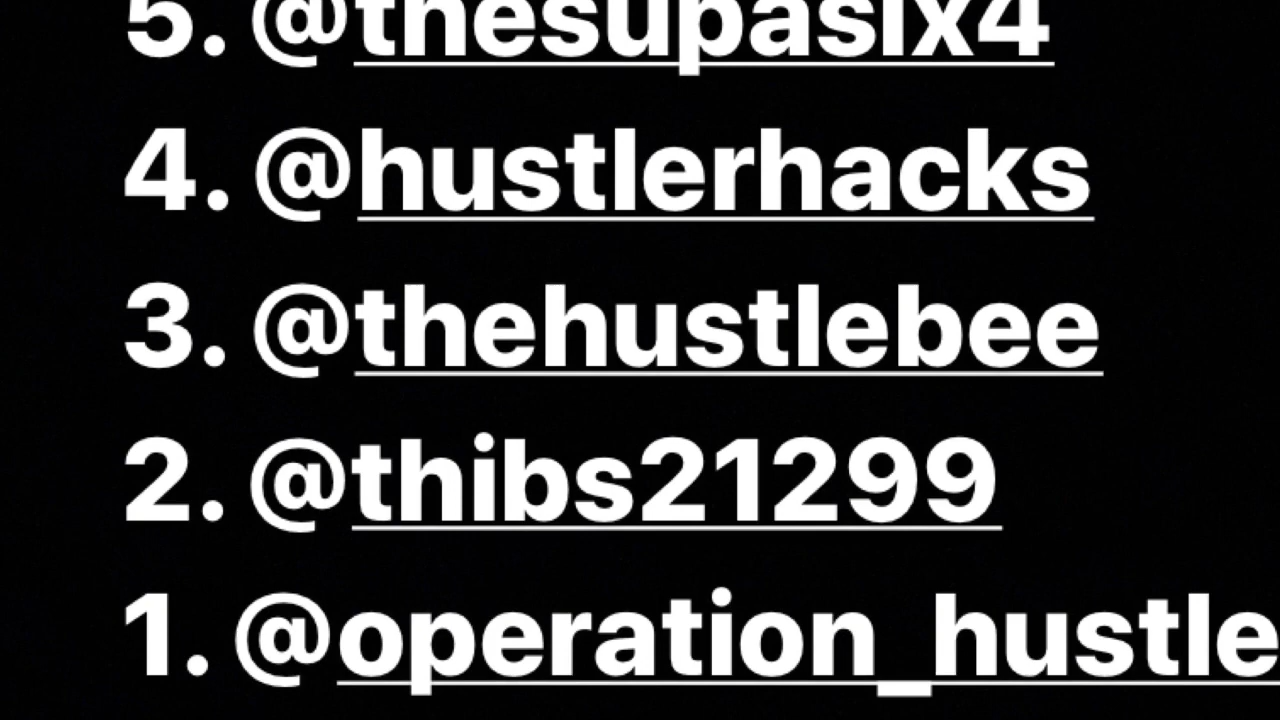 5. @thesupasix4
4. @hustlerhacks
3. @thehustlebee
2. @thibs21299
1. @operation_hustle